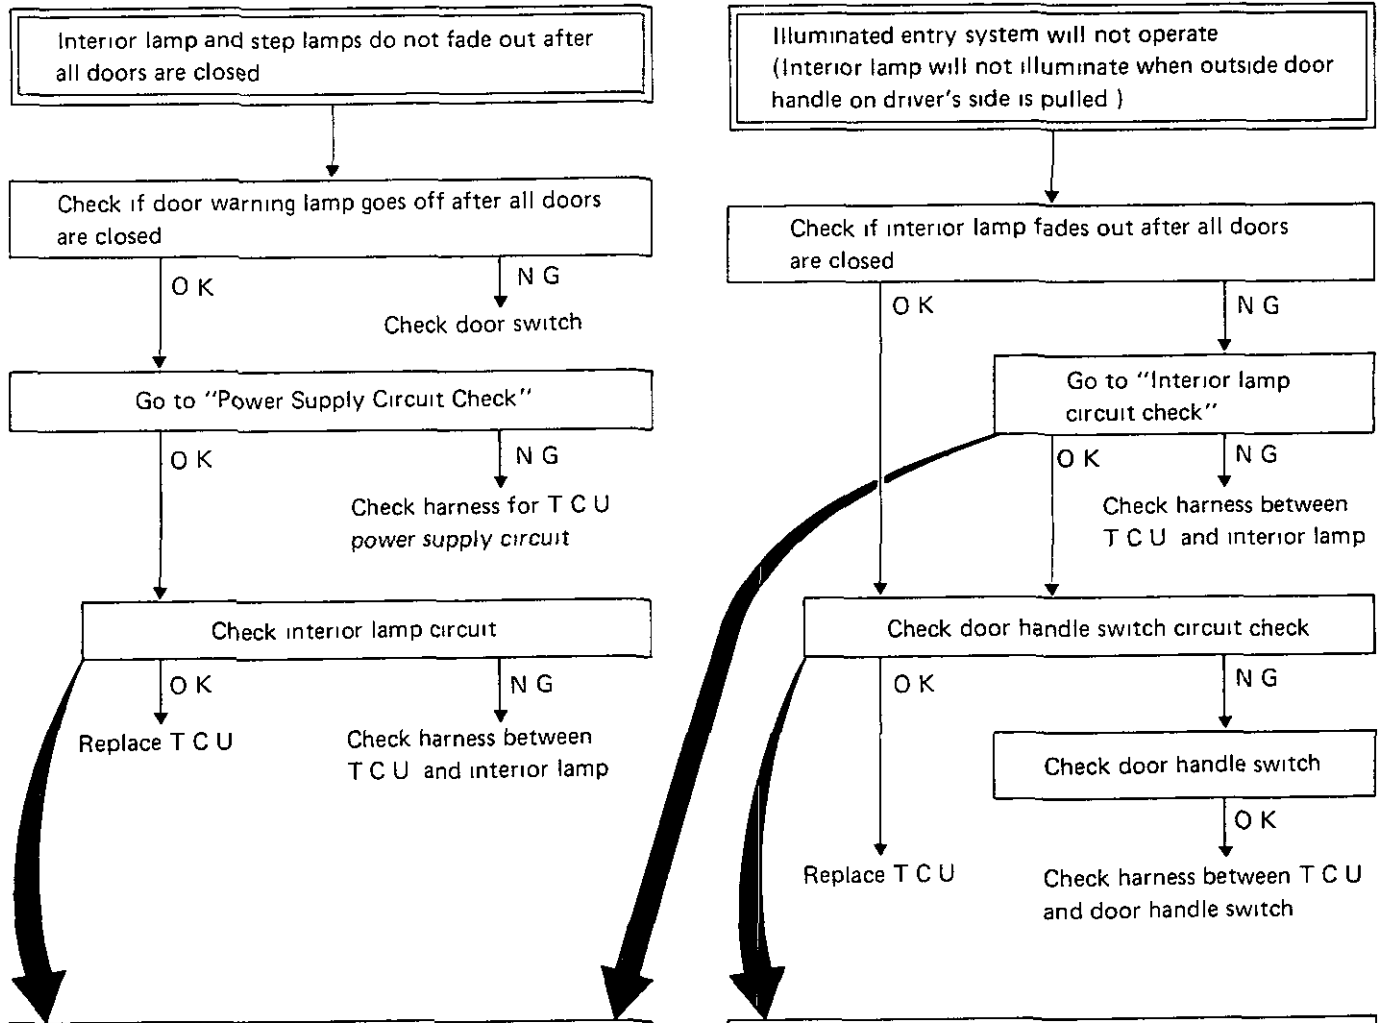 Interior lamp and step lamps do not fade out after
all doors are closed
Check if door warning lamp goes off after all doors
are closed
O K
N G
Check door switch
Go to "Power Supply Circuit Check"
O K
N G
Check harness for T C U
power supply circuit
Check interior lamp circuit
O K
N G
Replace T C U
Check harness between
T C U and interior lamp
Illuminated entry system will not operate
(Interior lamp will not illuminate when outside door
handle on driver's side is pulled )
Check if interior lamp fades out after all doors
are closed
O K
N G
Go to "Interior lamp
circuit check"
O K
N G
Check harness between
T C U and interior lamp
Check door handle switch circuit check
O K
N G
Check door handle switch
O K
Replace T C U
Check harness between T C U
and door handle switch